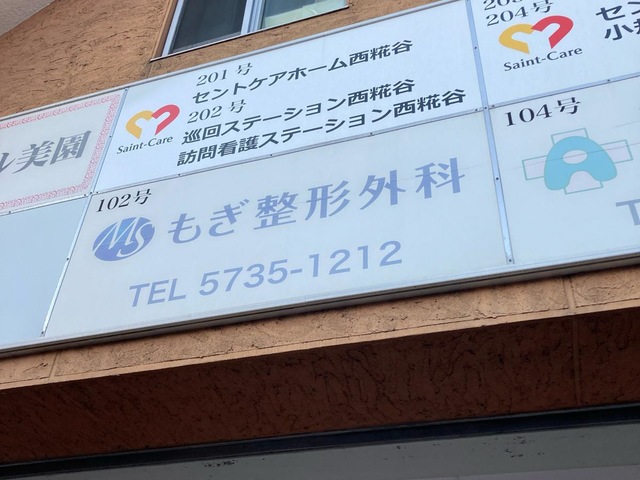 201号
セントケアホーム西糀谷
202号
巡回ステーション西糀谷
訪問看護ステーション西糀谷
Saint-Care
204号
Saint-Care
セ
小
ル美園
102号
MS もぎ整形外科
TEL 5735-1212
104号
T